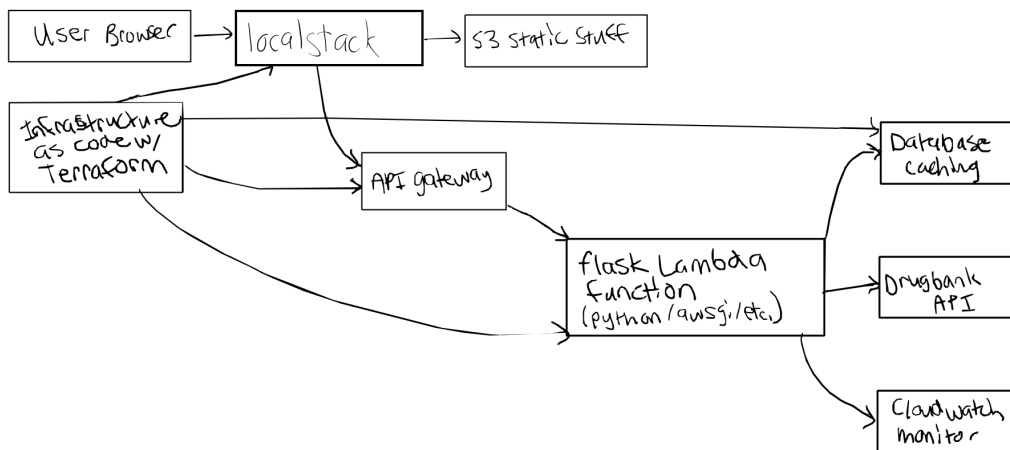 User Browser
localstack
S3 Static Stuff
Infrastructure
as code w/
Terraform
API gateway
Database
caching
flask Lambda
function
(python/awsgi/etc.)
Drugbank
API
Cloudwatch
monitor